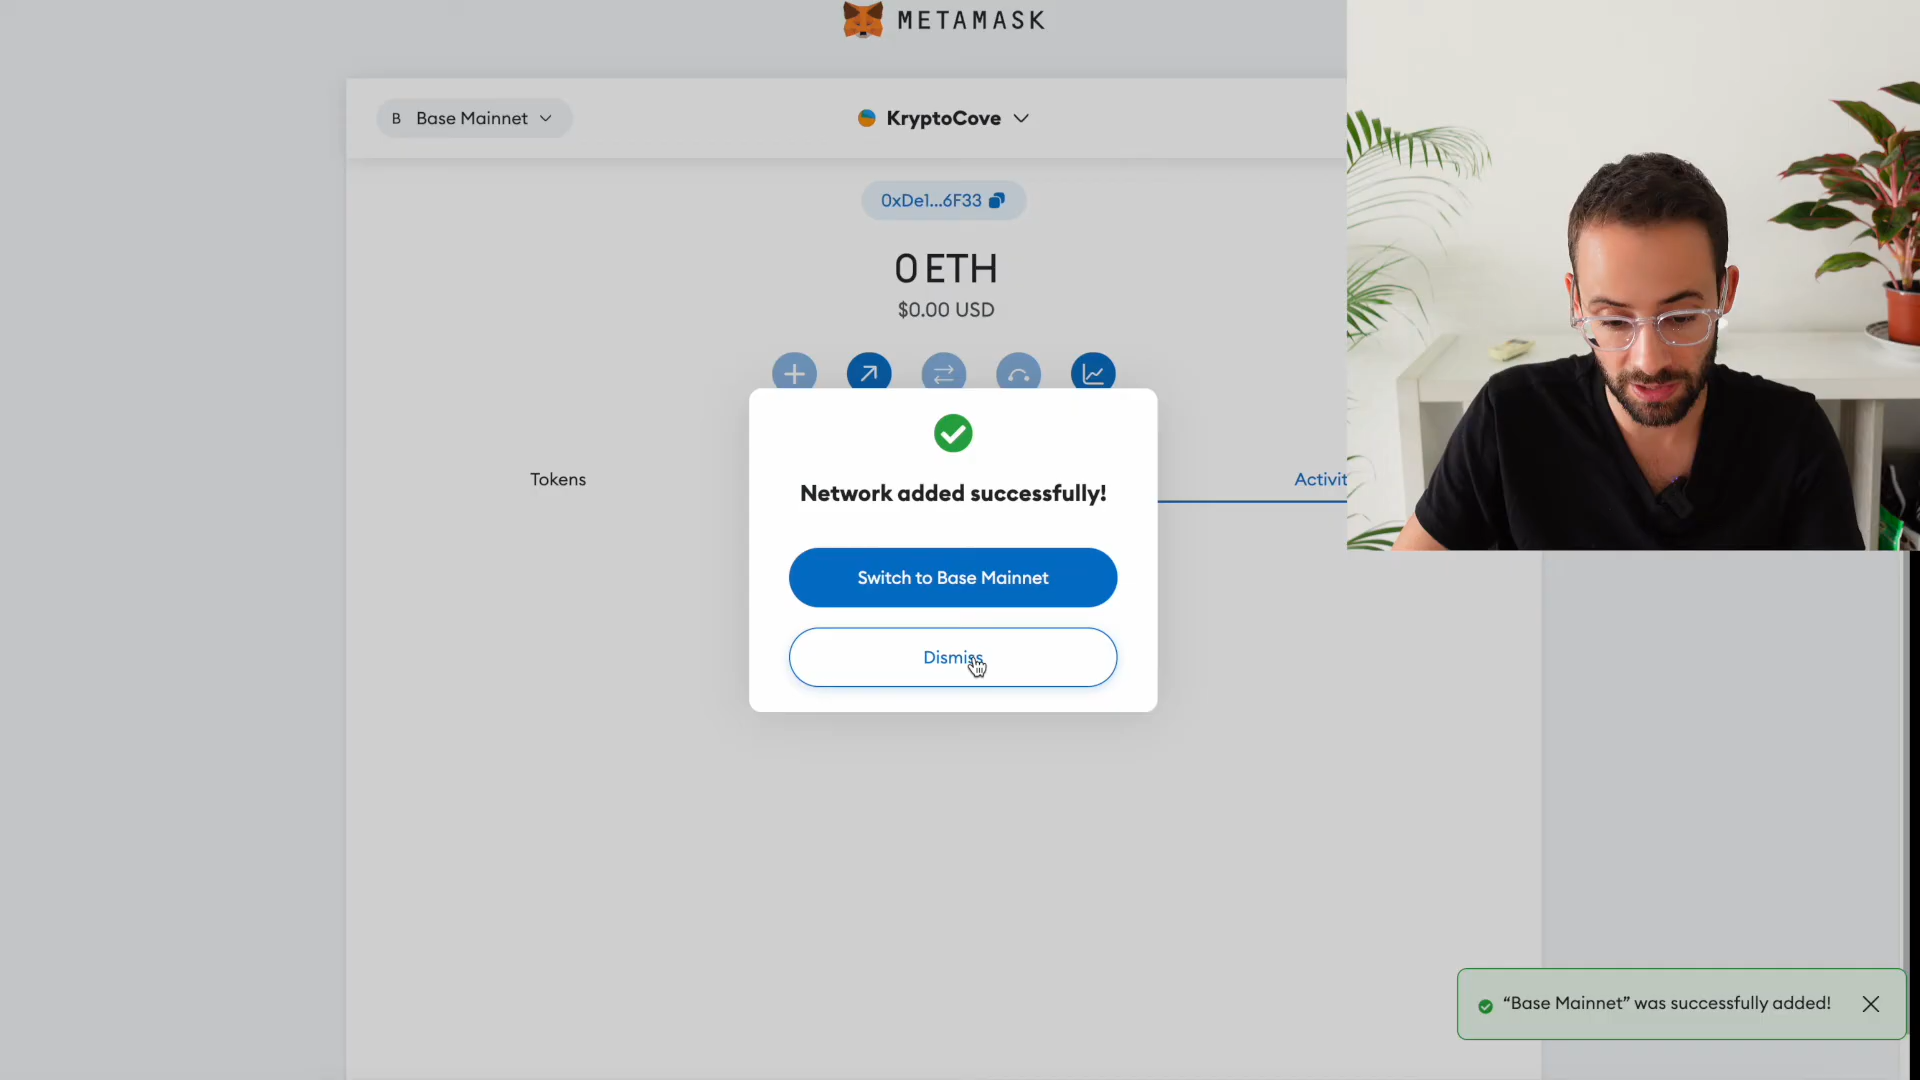 METAMASK
B Base Mainnet
KryptoCove
0xDe1...6F33
0 ETH
$0.00 USD
Tokens
Activit
Network added successfully!
Switch to Base Mainnet
Dismiss
“Base Mainnet” was successfully added!